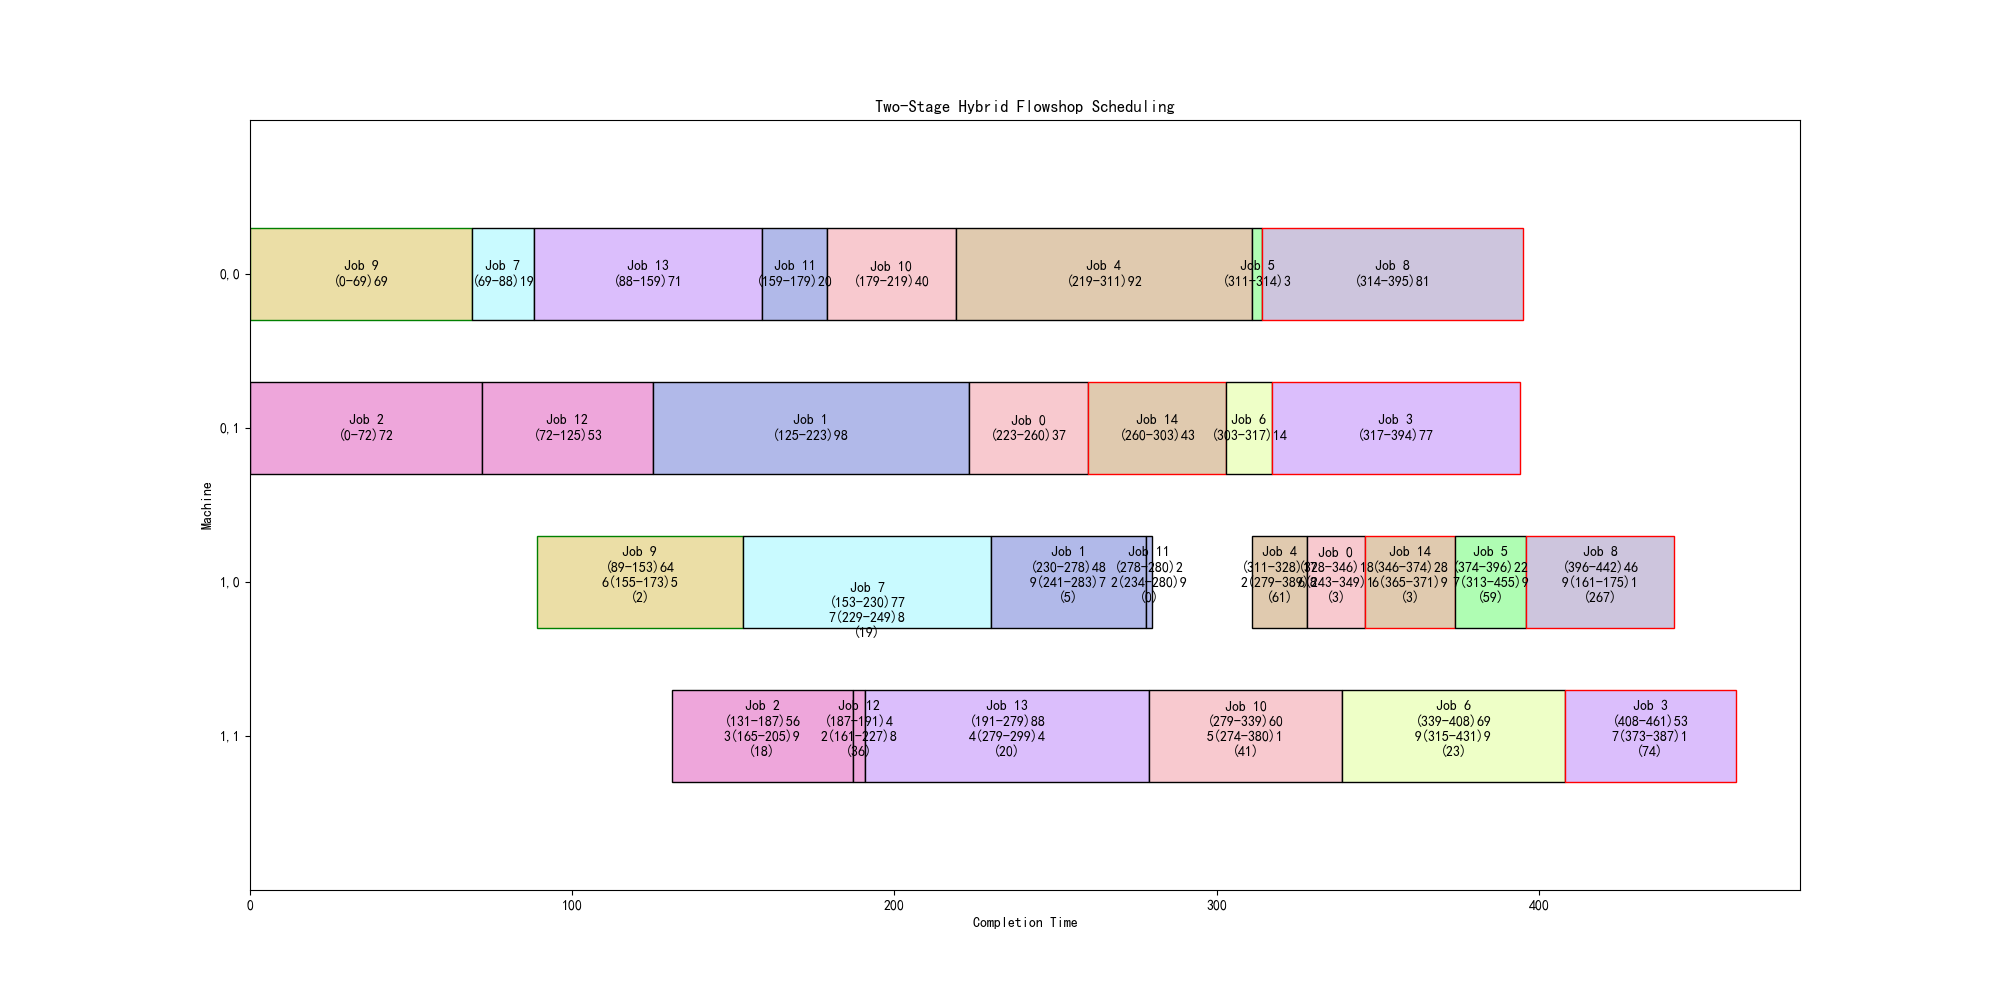 Two-Stage Hybrid Flowshop Scheduling
Machine
0,0
Job 9
(0-69)69
Job 7
(69-88)19
Job 13
(88-159)71
Job 11
(159-179)20
Job 10
(179-219)40
Job 4
(219-311)92
Job 5
(311-314)3
Job 8
(314-395)81
0,1
Job 2
(0-72)72
Job 12
(72-125)53
Job 1
(125-223)98
Job 0
(223-260)37
Job 14
(260-303)43
Job 6
(303-317)14
Job 3
(317-394)77
1,0
Job 9
(89-153)64
6(155-173)5
(2)
Job 7
(153-230)77
7(229-249)8
(19)
Job 1
(230-278)48
9(241-283)7
(5)
Job 11
(278-280)2
2(234-280)9
(0)
Job 4
(311-328)17
2(279-389)
(61)
Job 0
(328-346)18
(343-349)
(3)
Job 14
(346-374)28
6(365-371)9
(3)
Job 5
(374-396)22
7(313-455)9
(59)
Job 8
(396-442)46
9(161-175)1
(267)
1,1
Job 2
(131-187)56
3(165-205)9
(18)
Job 12
(187-191)4
2(161-227)8
(36)
Job 13
(191-279)88
4(279-299)4
(20)
Job 10
(279-339)60
5(274-380)1
(41)
Job 6
(339-408)69
9(315-431)9
(23)
Job 3
(408-461)53
7(373-387)1
(74)
0
100
200
300
400
Completion Time